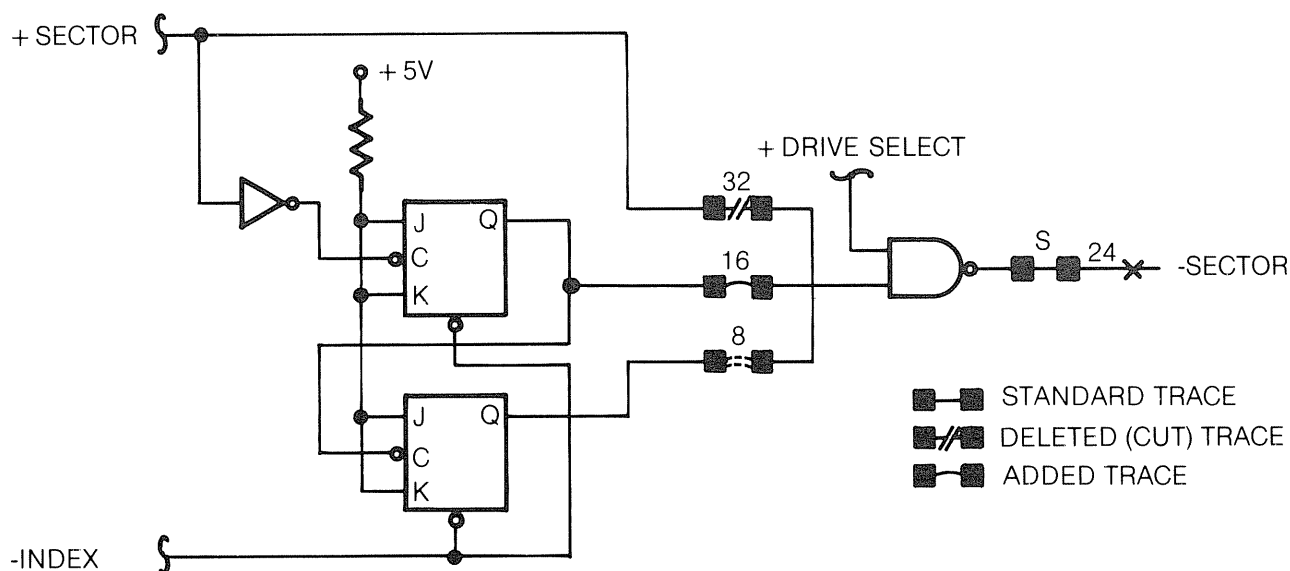 + SECTOR
+ 5V
+ DRIVE SELECT
32
J Q
C
K
16
S
24
-SECTOR
8
J Q
C
K
STANDARD TRACE
DELETED (CUT) TRACE
ADDED TRACE
-INDEX